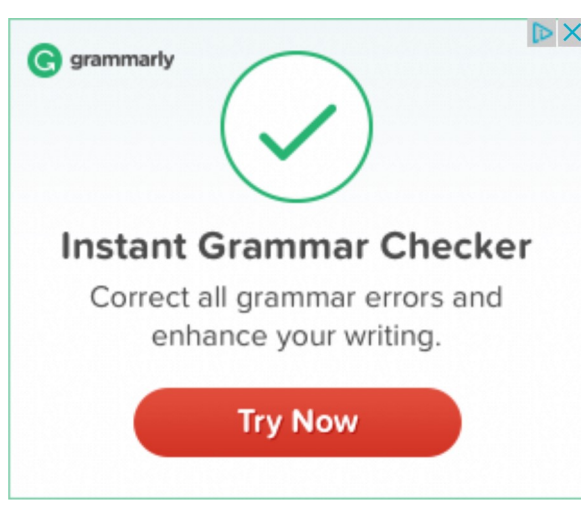 grammarly
Instant Grammar Checker
Correct all grammar errors and
enhance your writing.
Try Now